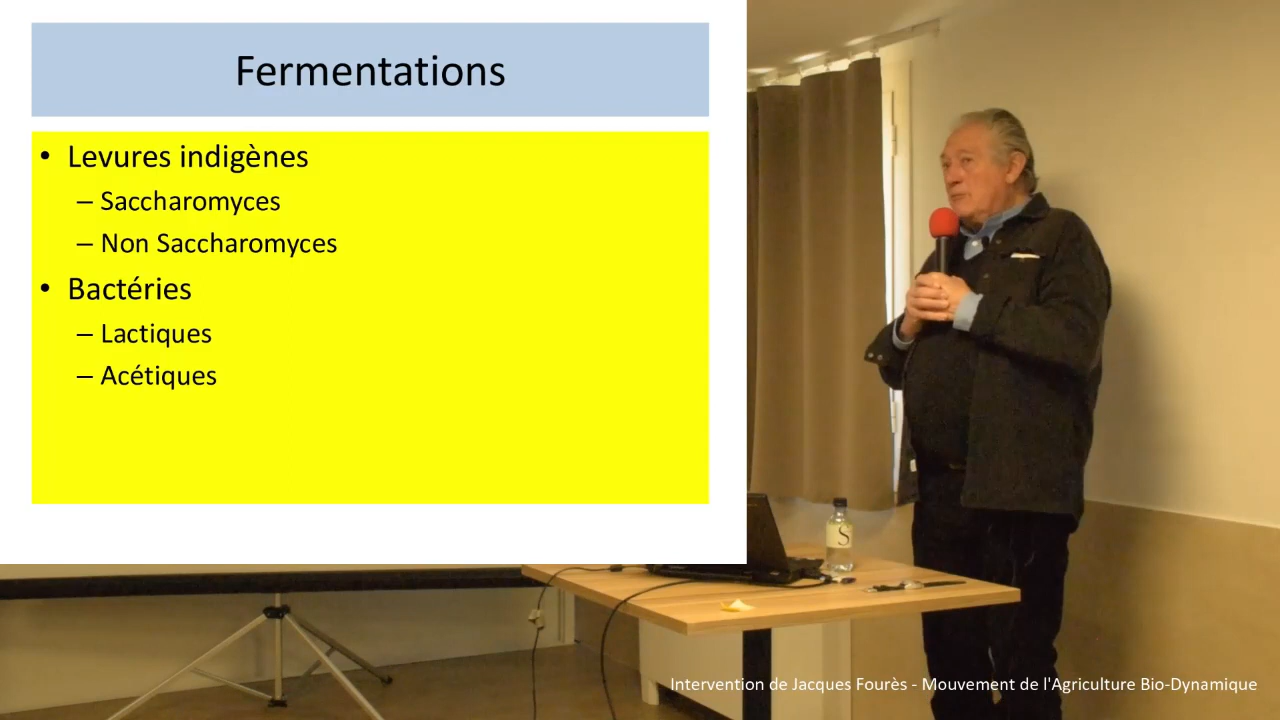 Fermentations
• Levures indigènes
– Saccharomyces
– Non Saccharomyces
• Bactéries
– Lactiques
– Acétiques
S
Intervention de Jacques Fourès - Mouvement de l'Agriculture Bio-Dynamique